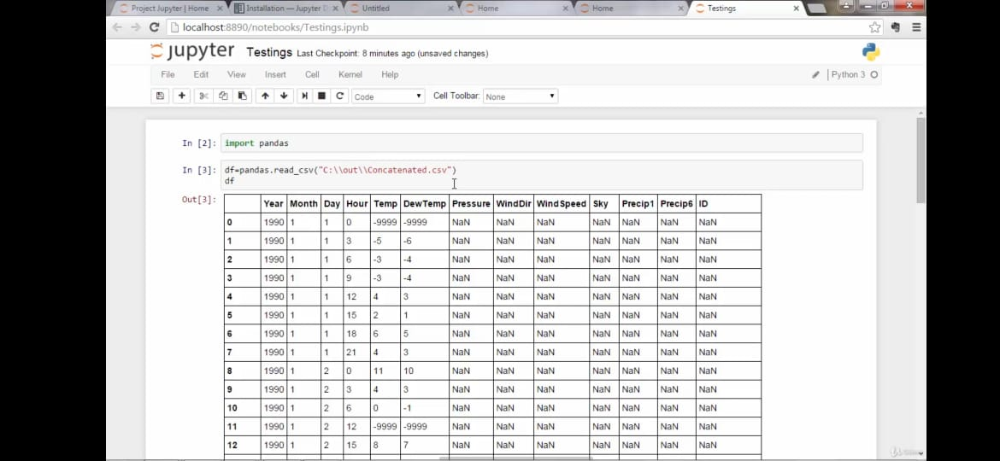 Project Jupyter | Home
Installation — Jupyter D
Untitled
Home
Home
Testings
localhost:8890/notebooks/Testings.ipynb
jupyter Testings Last Checkpoint: 8 minutes ago (unsaved changes)
File Edit View Insert Cell Kernel Help Python 3
Code Cell Toolbar: None
In [2]: import pandas
In [3]: df=pandas.read_csv("C:\\out\\Concatenated.csv")
df
Out[3]:
Year Month Day Hour Temp DewTemp Pressure WindDir WindSpeed Sky Precip1 Precip6 ID
0 1990 1 1 0 -9999 -9999 NaN NaN NaN NaN NaN NaN NaN
1 1990 1 1 3 -5 -6 NaN NaN NaN NaN NaN NaN NaN
2 1990 1 1 6 -3 -4 NaN NaN NaN NaN NaN NaN NaN
3 1990 1 1 9 -3 -4 NaN NaN NaN NaN NaN NaN NaN
4 1990 1 1 12 4 3 NaN NaN NaN NaN NaN NaN NaN
5 1990 1 1 15 2 1 NaN NaN NaN NaN NaN NaN NaN
6 1990 1 1 18 6 5 NaN NaN NaN NaN NaN NaN NaN
7 1990 1 1 21 4 3 NaN NaN NaN NaN NaN NaN NaN
8 1990 1 2 0 11 10 NaN NaN NaN NaN NaN NaN NaN
9 1990 1 2 3 4 3 NaN NaN NaN NaN NaN NaN NaN
10 1990 1 2 6 0 -1 NaN NaN NaN NaN NaN NaN NaN
11 1990 1 2 12 -9999 -9999 NaN NaN NaN NaN NaN NaN NaN
12 1990 1 2 15 8 7 NaN NaN NaN NaN NaN NaN NaN